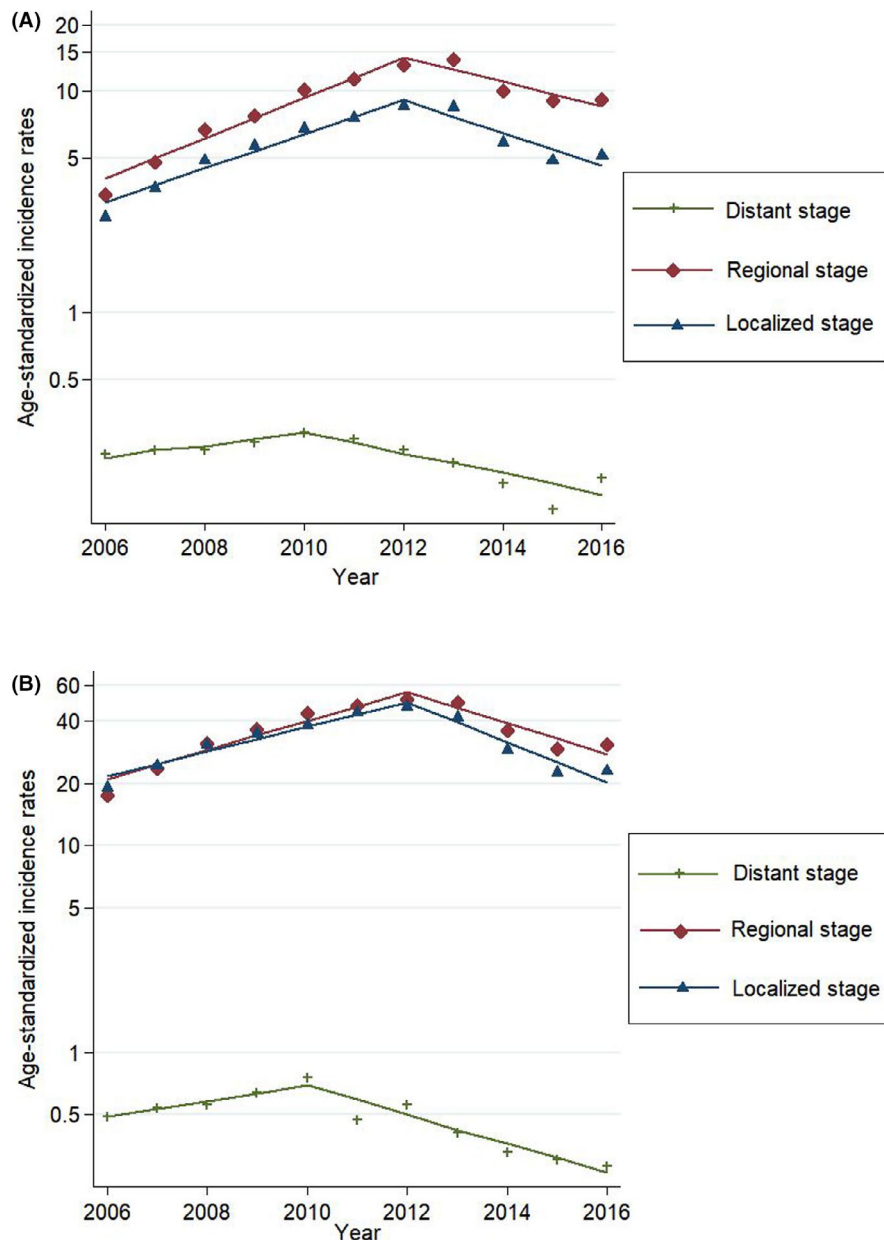 (A)
Age-standardized incidence rates
20
15
10
5
1
0.5
2006 2008 2010 2012 2014 2016
Year
Distant stage
Regional stage
Localized stage
(B)
Age-standardized incidence rates
60
40
20
10
5
1
0.5
2006 2008 2010 2012 2014 2016
Year
Distant stage
Regional stage
Localized stage